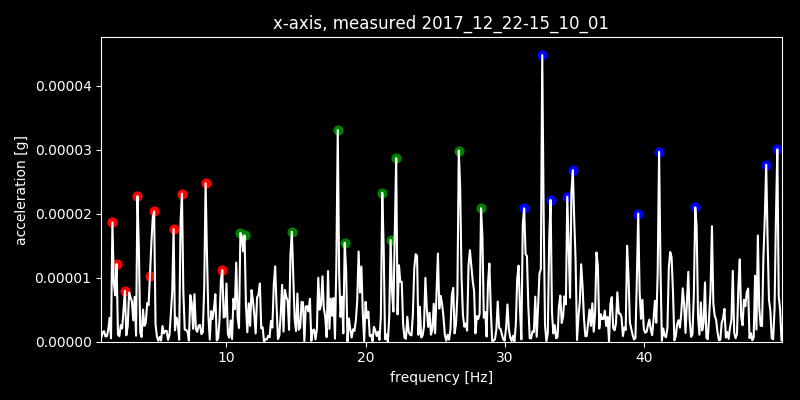 x-axis, measured 2017_12_22-15_10_01
acceleration [g]
0.00004
0.00003
0.00002
0.00001
0.00000
10 20 30 40
frequency [Hz]